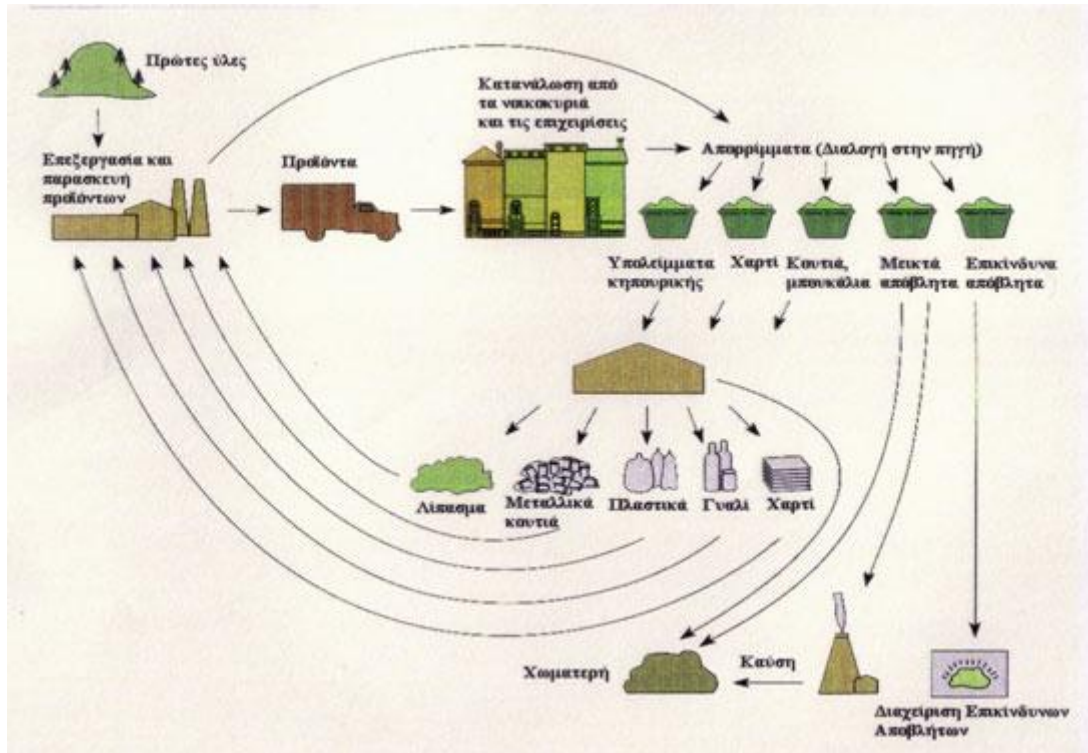 Πρώτες ύλες
Κατανάλωση από
τα νοικοκυριά
και τις επιχειρίσεις
Επεξεργασία και
παρασκευή
προϊόντων
Προϊόντα
Απορρίμματα (Διαλογή στην πηγή)
Υπολείμματα
κηπουρικής
Χαρτί
Κουτιά,
μπουκάλια
Μεικτά
απόβλητα
Επικίνδυνα
απόβλητα
Λίπασμα
Μεταλλικά
κουτιά
Πλαστικά
Γυαλί
Χαρτί
Χωματερή
Καύση
Διαχείριση Επικίνδυνων
Αποβλήτων